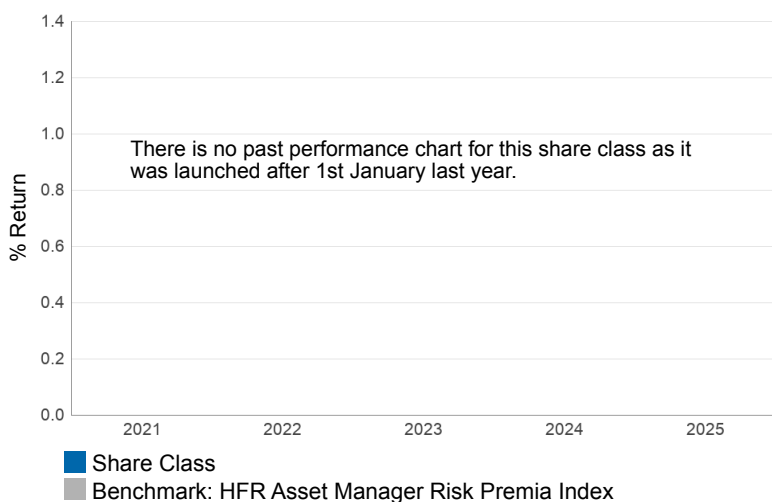 1.4
1.2
1.0
There is no past performance chart for this share class as it
was launched after 1st January last year.
0.8
% Return
0.6
0.4
0.2
0.0
2021 2022 2023 2024 2025
Share Class
Benchmark: HFR Asset Manager Risk Premia Index